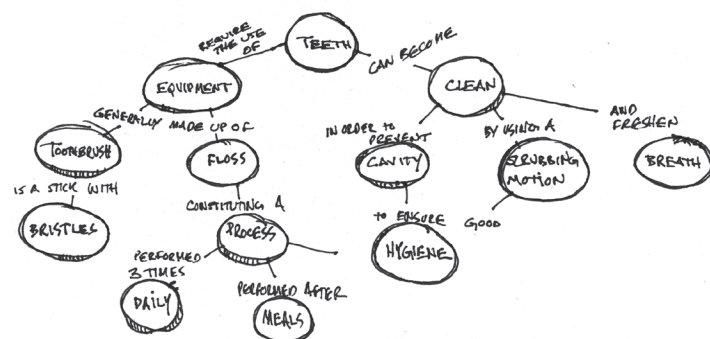 TEETH
REQUIRE
THE USE
OF
CAN BECOME
EQUIPMENT
CLEAN
GENERALLY
MADE UP OF
IN ORDER TO
PREVENT
BY USING A
AND
FRESHEN
TOOTHBRUSH
FLOSS
CAVITY
SCRUBBING
MOTION
BREATH
IS A STICK WITH
CONSTITUTING A
TO ENSURE
GOOD
BRISTLES
PROCESS
HYGIENE
PERFORMED
3 TIMES
PERFORMED AFTER
DAILY
MEALS